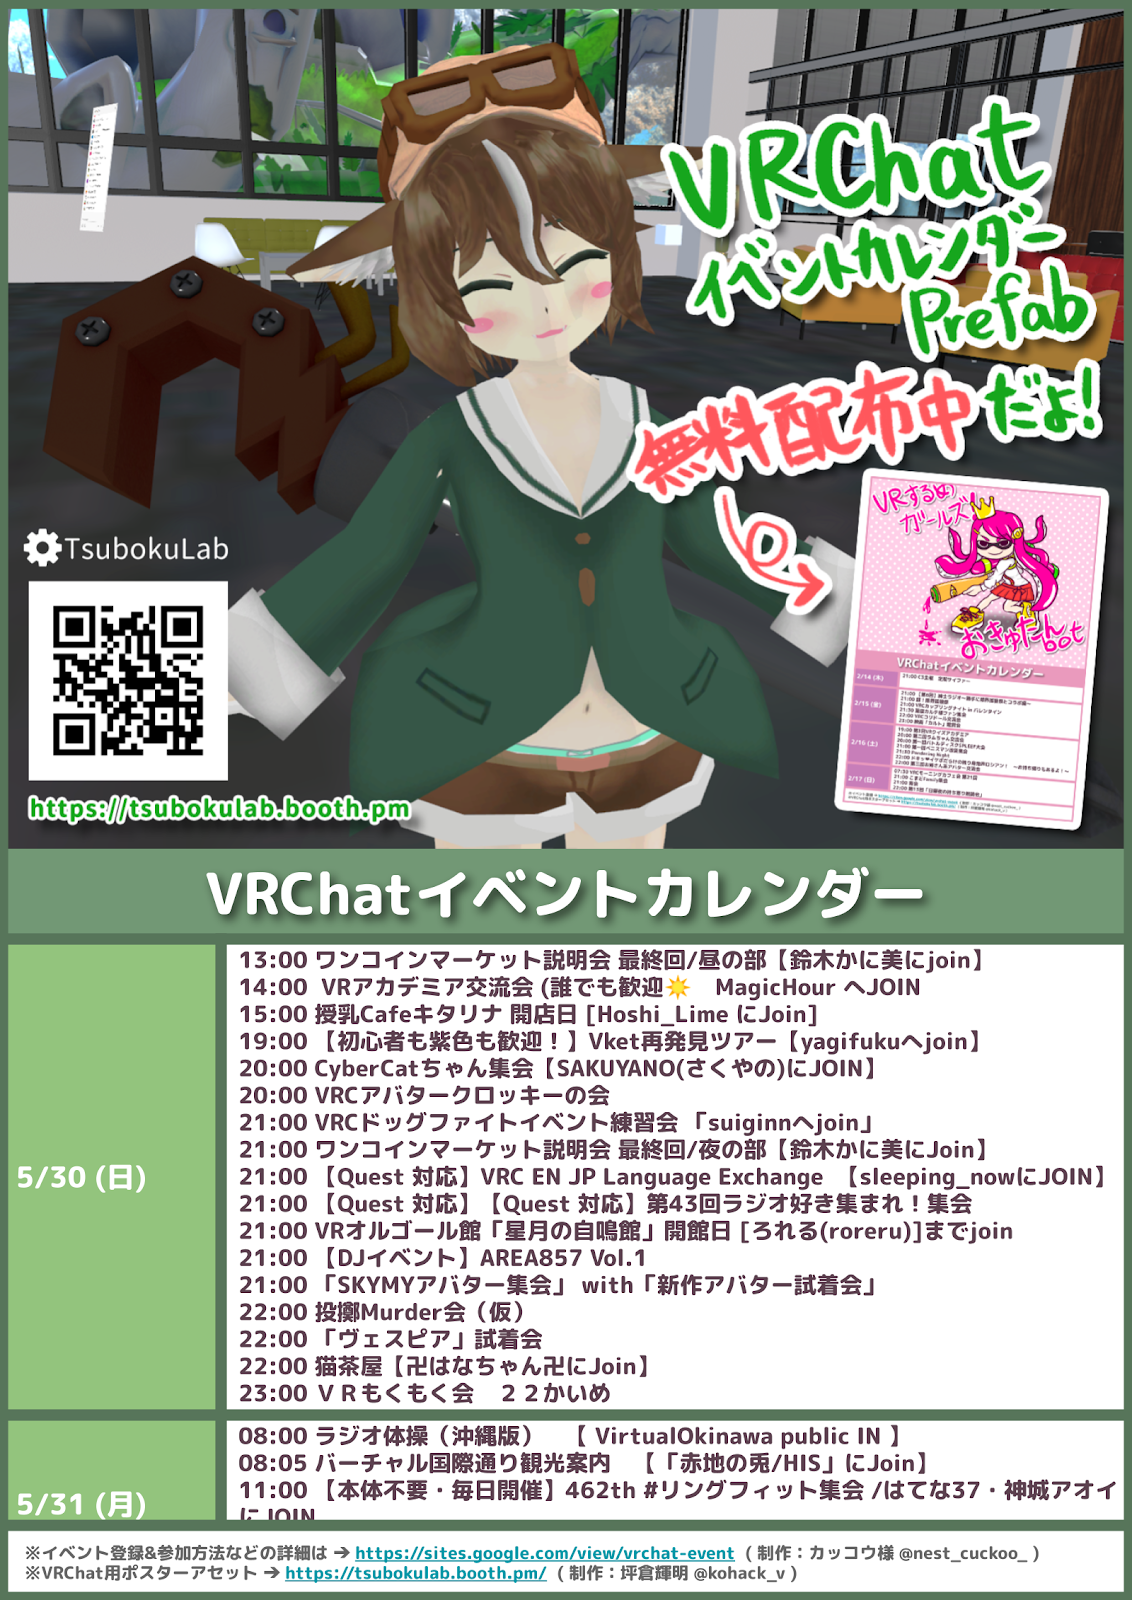 VRChat
イベントカレンダー
Prefab
無料配布中だよ!
VRするめ
ガールズ
おきゅたんbot
VRChatイベントカレンダー
2/14 (木)
2/15 (金)
2/16 (土)
2/17 (日)
TsubokuLab
https://tsubokulab.booth.pm
VRChatイベントカレンダー
5/30 (日)
13:00 ワンコインマーケット説明会 最終回/昼の部【鈴木かに美にjoin】
14:00 VRアカデミア交流会 (誰でも歓迎💥 MagicHour へJOIN
15:00 授乳Cafeキタリナ 開店日 [Hoshi_Lime にJoin]
19:00 【初心者も紫色も歓迎！】Vket再発見ツアー【yagifukuへjoin】
20:00 CyberCatちゃん集会【SAKUYANO(さくやの)にJOIN】
20:00 VRCアバタークロッキーの会
21:00 VRCドッグファイトイベント練習会 「suiginnへjoin」
21:00 ワンコインマーケット説明会 最終回/夜の部【鈴木かに美にJoin】
21:00 【Quest 対応】VRC EN JP Language Exchange 【sleeping_nowにJOIN】
21:00 【Quest 対応】【Quest 対応】第43回ラジオ好き集まれ！集会
21:00 VRオルゴール館「星月の自鳴館」開館日 [ろれる(roreru)]までjoin
21:00 【DJイベント】AREA857 Vol.1
21:00 「SKYMYアバター集会」 with「新作アバター試着会」
22:00 投擲Murder会（仮）
22:00 「ヴェスピア」試着会
22:00 猫茶屋【卍はなちゃん卍にJoin】
23:00 ＶＲもくもく会　２２かいめ
5/31 (月)
08:00 ラジオ体操（沖縄版）　【 VirtualOkinawa public IN 】
08:05 バーチャル国際通り観光案内　【「赤地の兎/HIS」にJoin】
11:00 【本体不要・毎日開催】462th #リングフィット集会 /はてな37・神城アオイ
にJOIN
※イベント登録&参加方法などの詳細は ➔ https://sites.google.com/view/vrchat-event ( 制作：カッコウ様 @nest_cuckoo_ )
※VRChat用ポスターアセット ➔ https://tsubokulab.booth.pm/ ( 制作：坪倉輝明 @kohack_v )